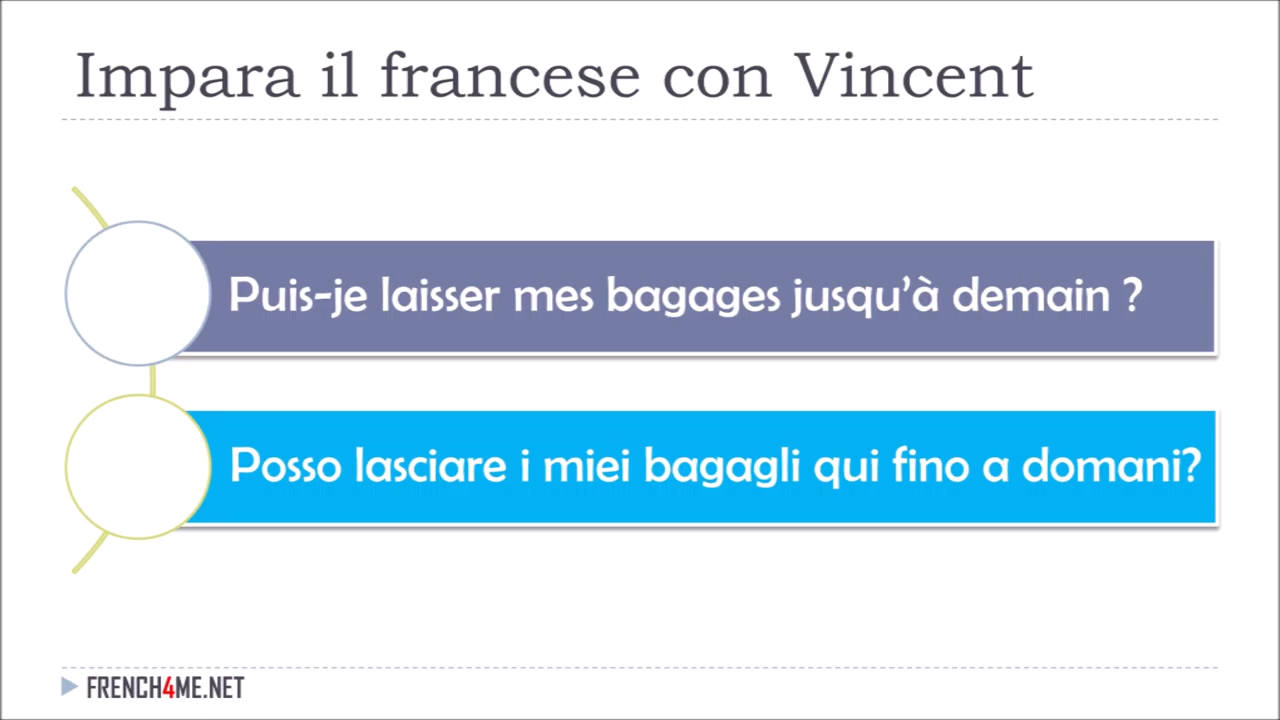 Impara il francese con Vincent
Puis-je laisser mes bagages jusqu’à demain ?
Posso lasciare i miei bagagli qui fino a domani?
FRENCH4ME.NET